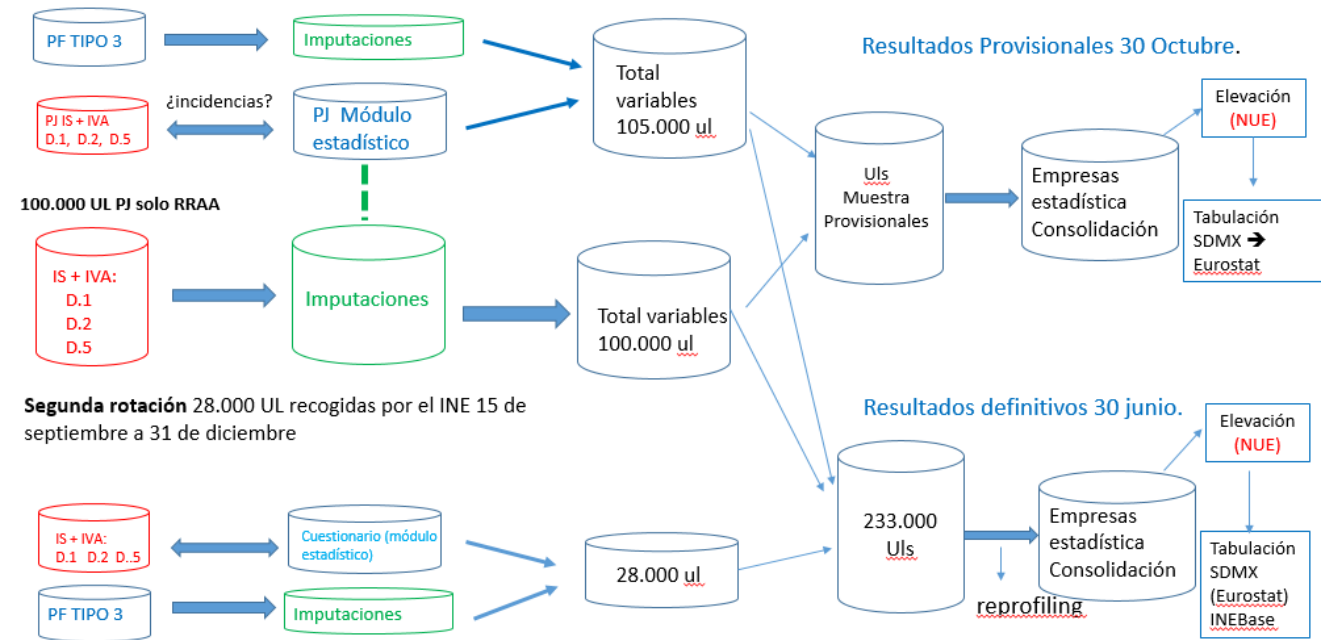 PF TIPO 3
Imputaciones
PJ IS + IVA
D.1, D.2, D.5
¿incidencias?
PJ Módulo
estadístico
Total
variables
105.000 ul
Resultados Provisionales 30 Octubre.
Elevación
(NUE)
Uls
Muestra
Provisionales
Empresas
estadística
Consolidación
Tabulación
SDMX ➔
Eurostat
100.000 UL PJ solo RRAA
IS + IVA:
D.1
D.2
D.5
Imputaciones
Total variables
100.000 ul
Segunda rotación 28.000 UL recogidas por el INE 15 de
septiembre a 31 de diciembre
Resultados definitivos 30 junio.
Elevación
(NUE)
IS + IVA:
D.1 D.2 D..5
Cuestionario (módulo
estadístico)
PF TIPO 3
Imputaciones
28.000 ul
233.000
Uls
reprofiling
Empresas
estadística
Consolidación
Tabulación
SDMX
(Eurostat)
INEBase